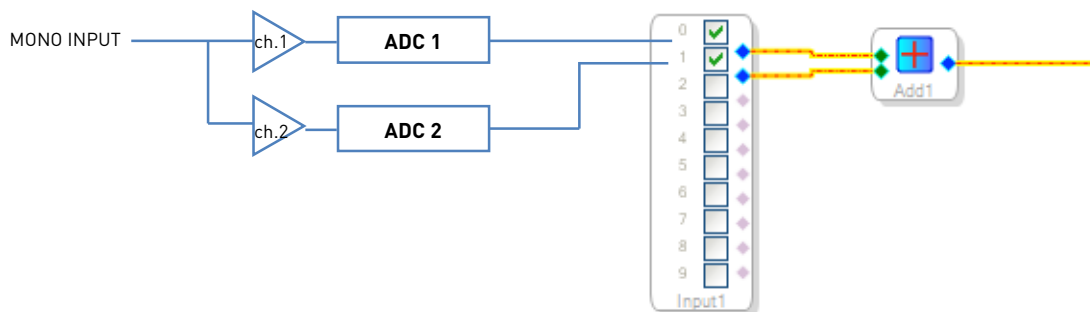 MONO INPUT
ch.1
ADC 1
ch.2
ADC 2
0
1
2
3
4
5
6
7
8
9
Input1
Add1